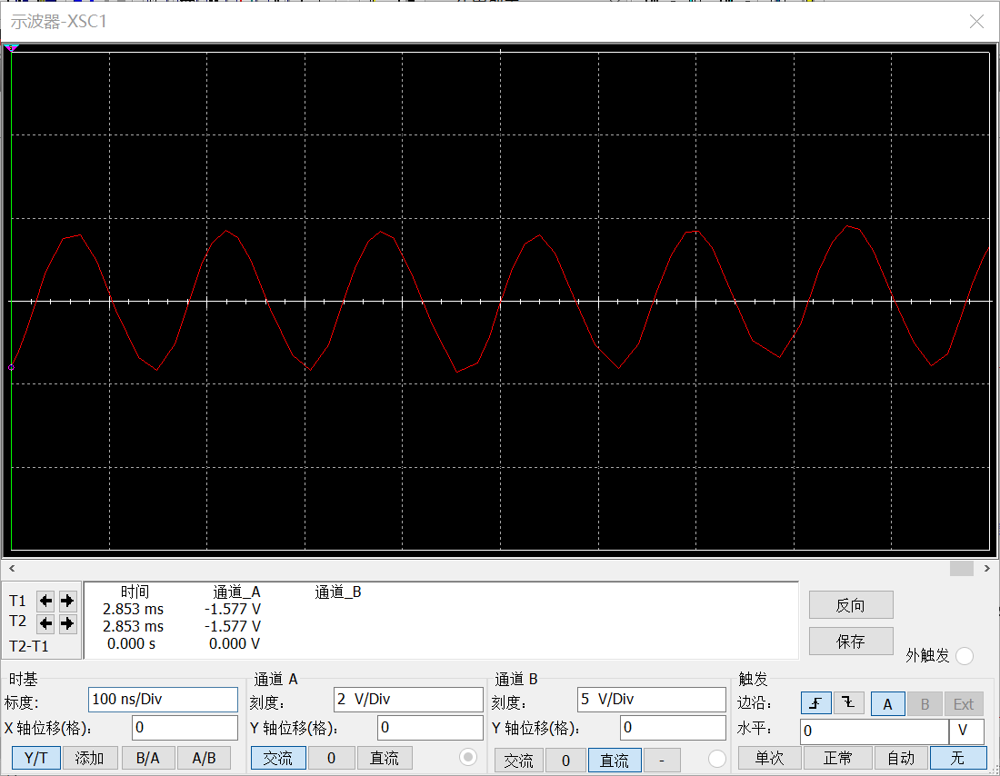 示波器-XSC1
时间 通道_A 通道_B
T1 2.853 ms -1.577 V
T2 2.853 ms -1.577 V
T2-T1 0.000 s 0.000 V
反向
保存
外触发
时基
标度： 100 ns/Div
X 轴位移(格)： 0
Y/T 添加 B/A A/B
通道 A
刻度： 2 V/Div
Y 轴位移(格)： 0
交流 0 直流
通道 B
刻度： 5 V/Div
Y 轴位移(格)： 0
交流 0 直流 -
触发
边沿： A B Ext
水平： 0 V
单次 正常 自动 无